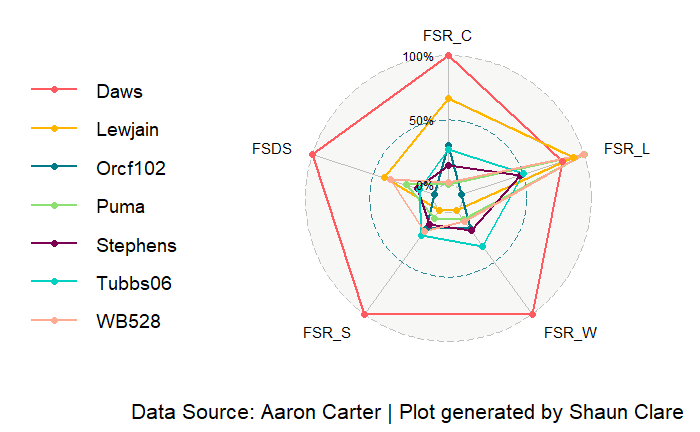 Daws
Lewjain
Orcf102
Puma
Stephens
Tubbs06
WB528
FSR_C
100%
50%
0%
FSDS
FSR_L
FSR_S
FSR_W
Data Source: Aaron Carter | Plot generated by Shaun Clare